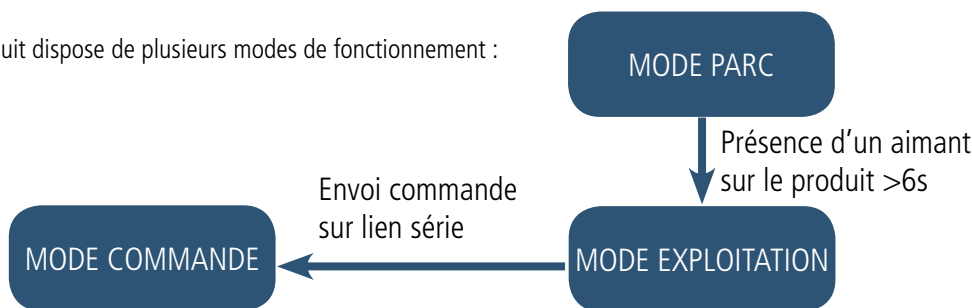 dispose de plusieurs modes de fonctionnement :
MODE PARC
Présence d'un aimant
sur le produit >6s
Envoi commande
sur lien série
MODE COMMANDE
MODE EXPLOITATION